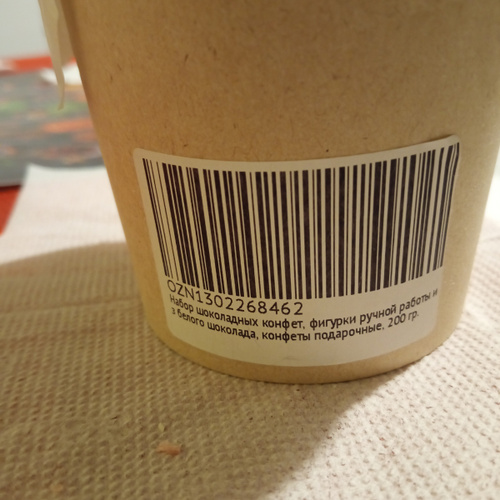 OZN1302268462
Набор шоколадных конфет, фигурки ручной работы и
з белого шоколада, конфеты подарочные, 200 гр.